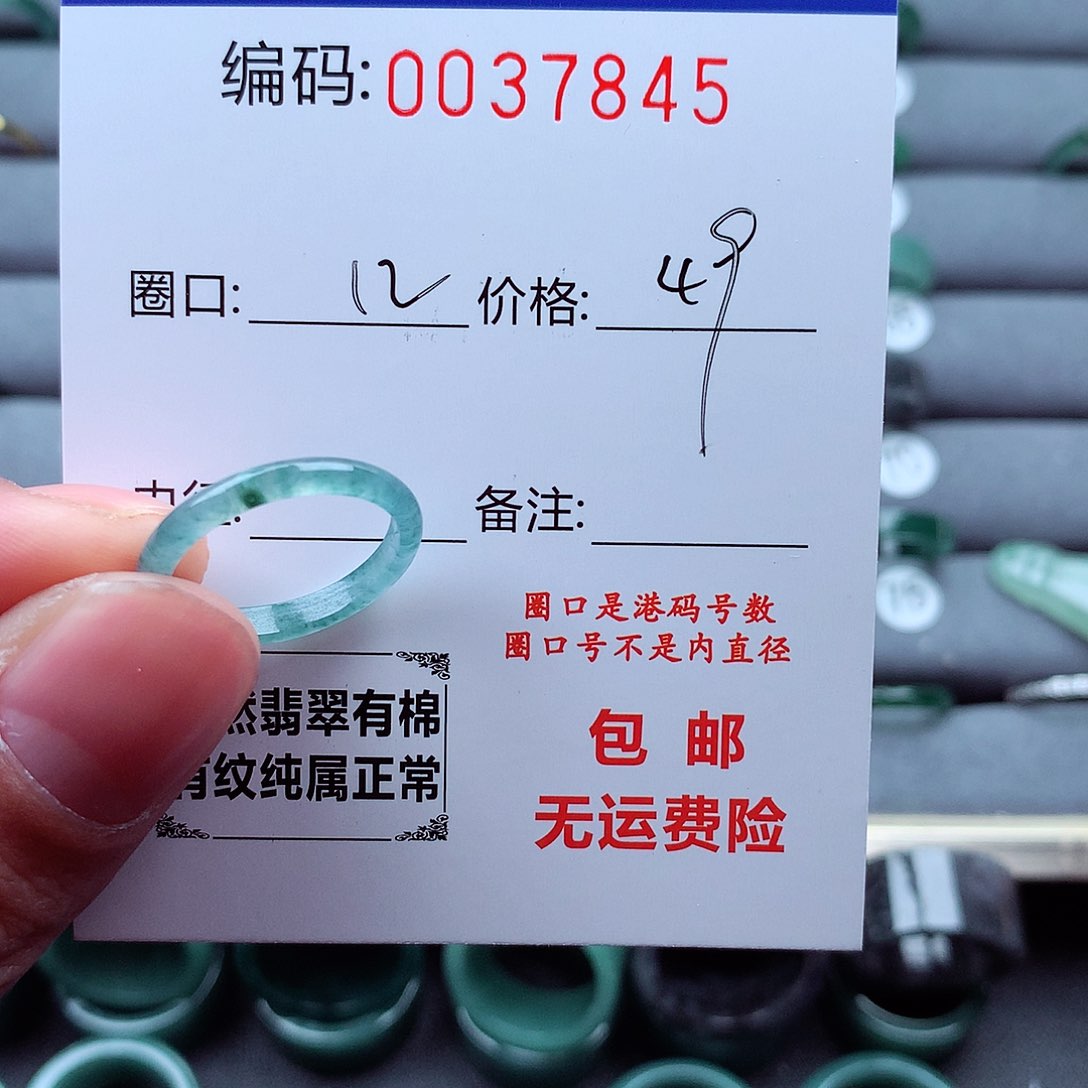 编码:0037845
圈口: 12 价格: 49
内径: 备注:
圈口是港码号数
圈口号不是内直径
然翡翠有棉
有纹纯属正常
包邮
无运费险